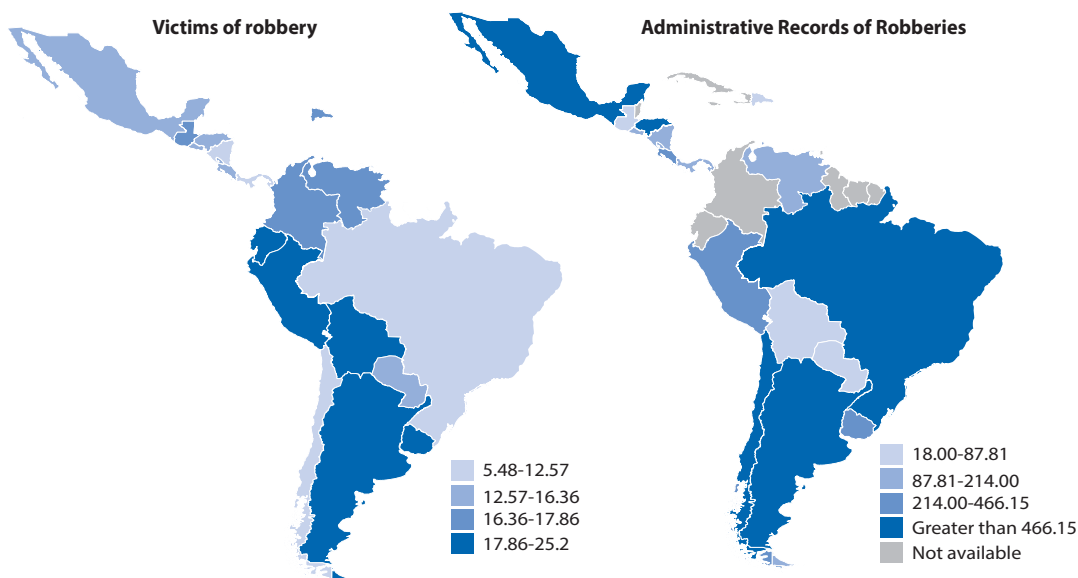 Victims of robbery
5.48-12.57
12.57-16.36
16.36-17.86
17.86-25.2
Administrative Records of Robberies
18.00-87.81
87.81-214.00
214.00-466.15
Greater than 466.15
Not available